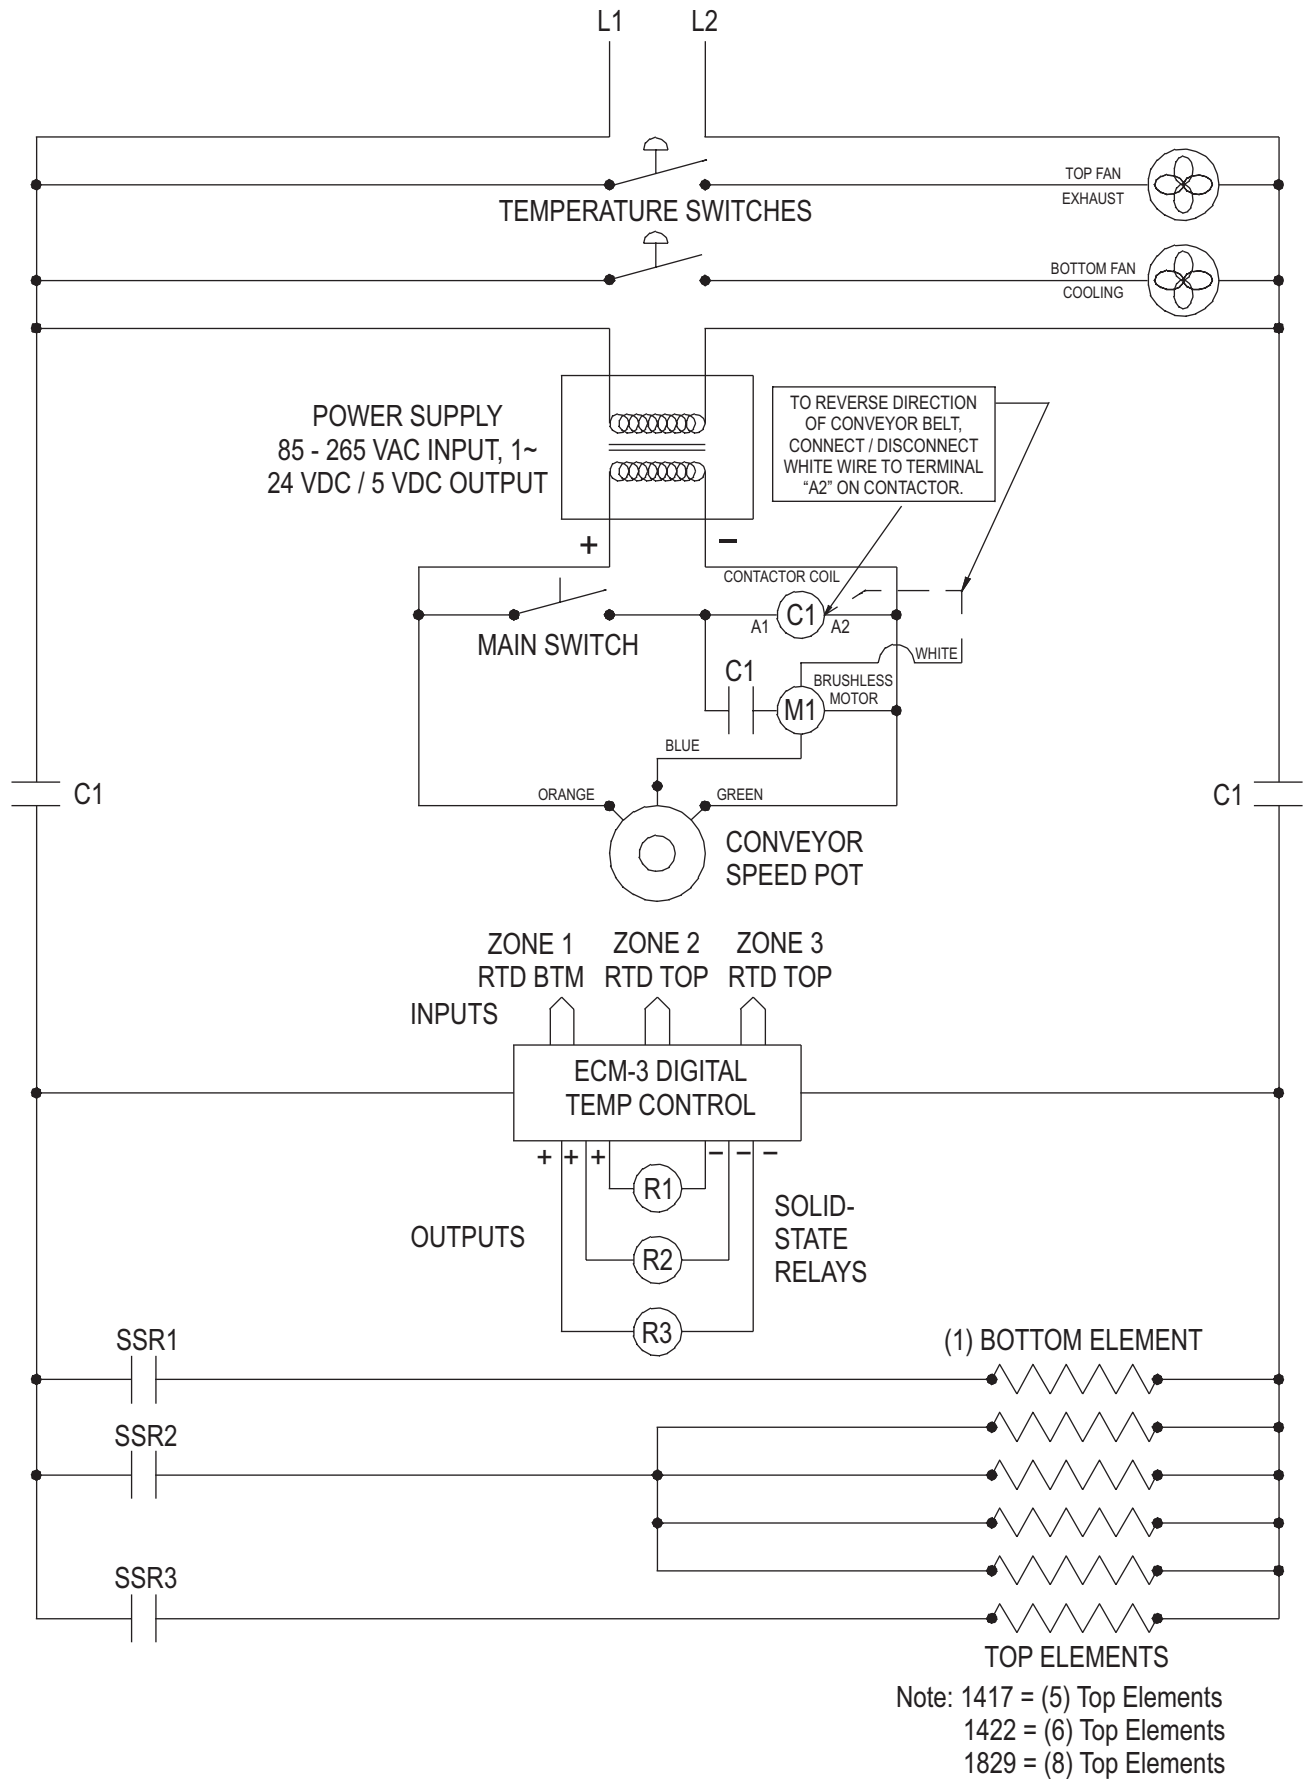 L1 L2
TOP FAN
EXHAUST
TEMPERATURE SWITCHES
BOTTOM FAN
COOLING
POWER SUPPLY
85 - 265 VAC INPUT, 1~
24 VDC / 5 VDC OUTPUT
TO REVERSE DIRECTION
OF CONVEYOR BELT,
CONNECT / DISCONNECT
WHITE WIRE TO TERMINAL
“A2” ON CONTACTOR.
+ –
CONTACTOR COIL
A1 C1 A2
MAIN SWITCH
WHITE
C1
BRUSHLESS
MOTOR
M1
BLUE
C1
ORANGE GREEN
C1
CONVEYOR
SPEED POT
ZONE 1 ZONE 2 ZONE 3
RTD BTM RTD TOP RTD TOP
INPUTS
ECM-3 DIGITAL
TEMP CONTROL
+ + + – – –
R1
OUTPUTS
SOLID-
STATE
RELAYS
R2
R3
SSR1
(1) BOTTOM ELEMENT
SSR2
SSR3
TOP ELEMENTS
Note: 1417 = (5) Top Elements
1422 = (6) Top Elements
1829 = (8) Top Elements